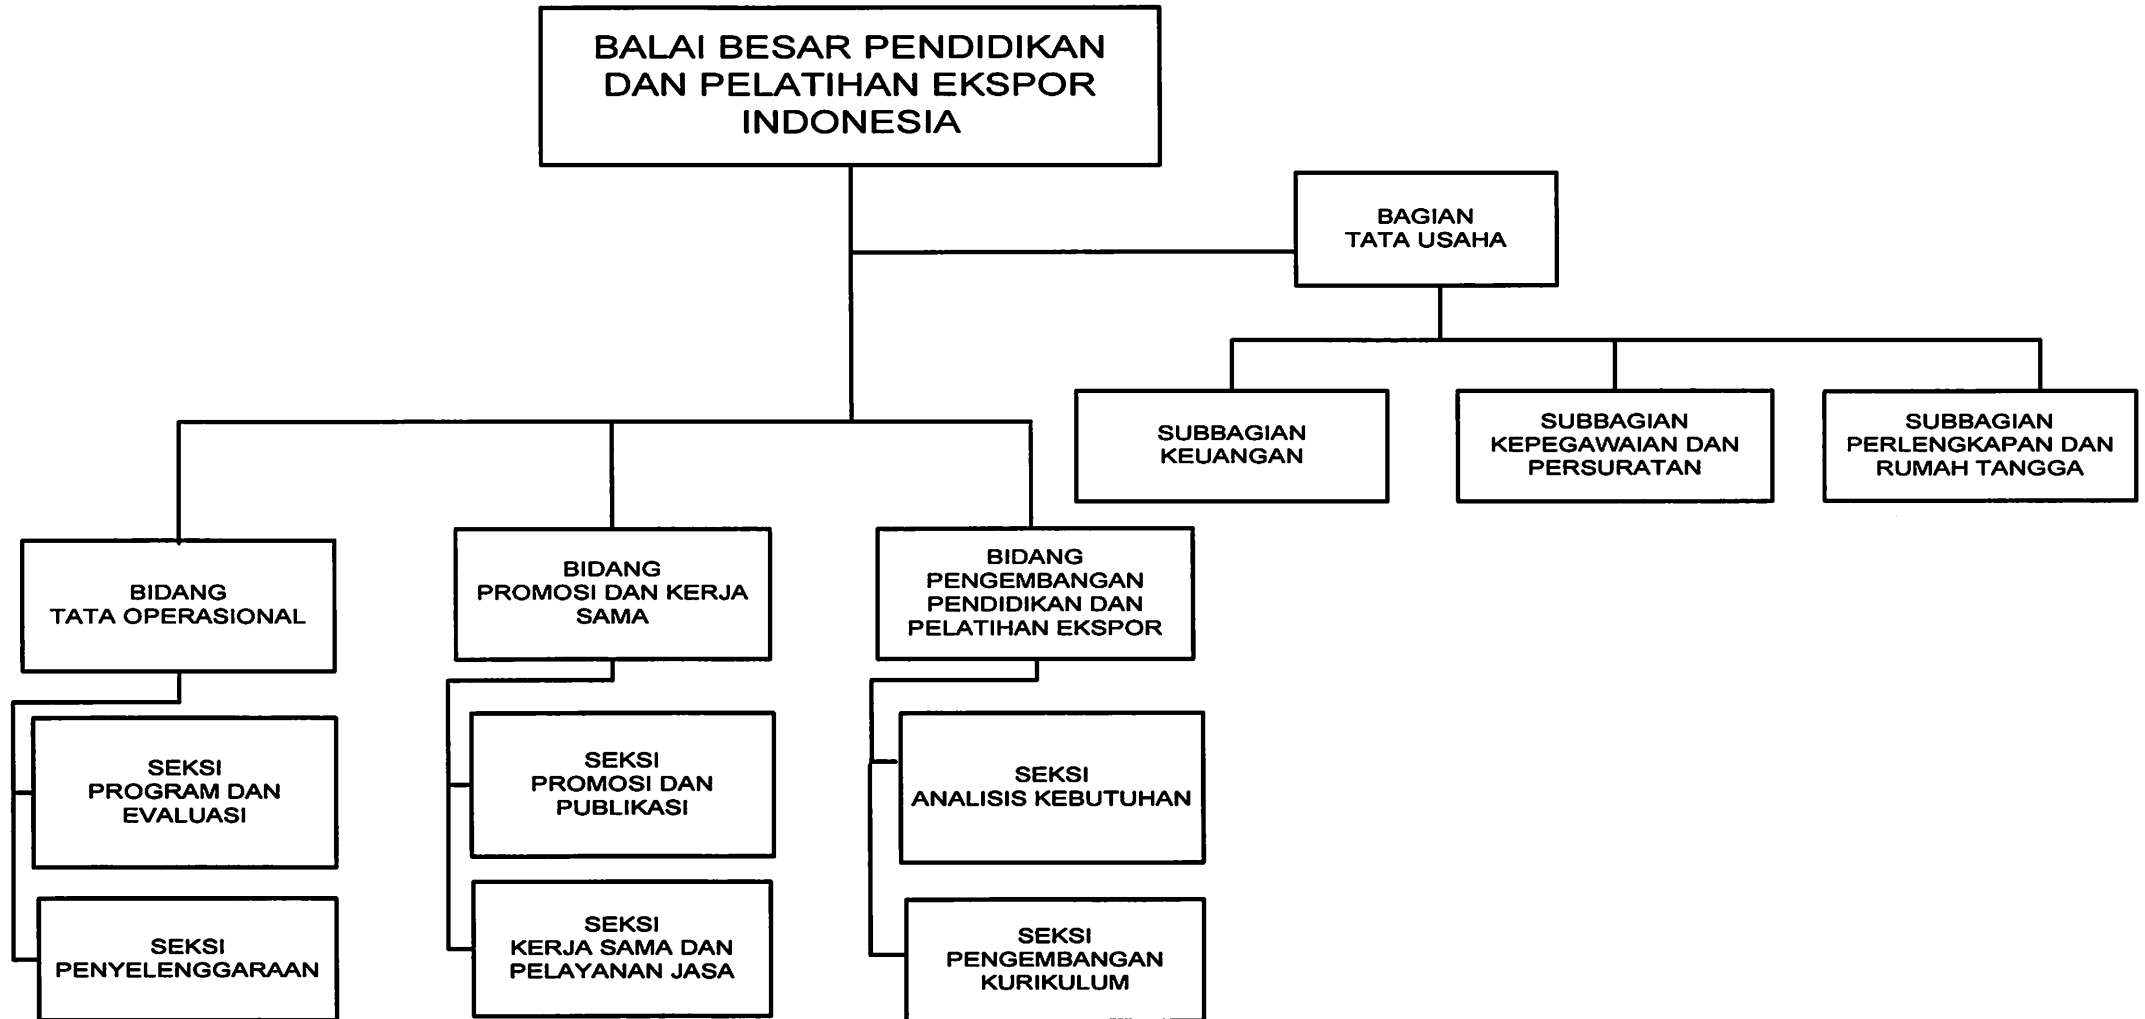 BALAI BESAR PENDIDIKAN
DAN PELATIHAN EKSPOR
INDONESIA
BAGIAN
TATA USAHA
SUBBAGIAN
KEUANGAN
SUBBAGIAN
KEPEGAWAIAN DAN
PERSURATAN
SUBBAGIAN
PERLENGKAPAN DAN
RUMAH TANGGA
BIDANG
TATA OPERASIONAL
BIDANG
PROMOSI DAN KERJA
SAMA
BIDANG
PENGEMBANGAN
PENDIDIKAN DAN
PELATIHAN EKSPOR
SEKSI
PROGRAM DAN
EVALUASI
SEKSI
PROMOSI DAN
PUBLIKASI
SEKSI
ANALISIS KEBUTUHAN
SEKSI
PENYELENGGARAAN
SEKSI
KERJA SAMA DAN
PELAYANAN JASA
SEKSI
PENGEMBANGAN
KURIKULUM